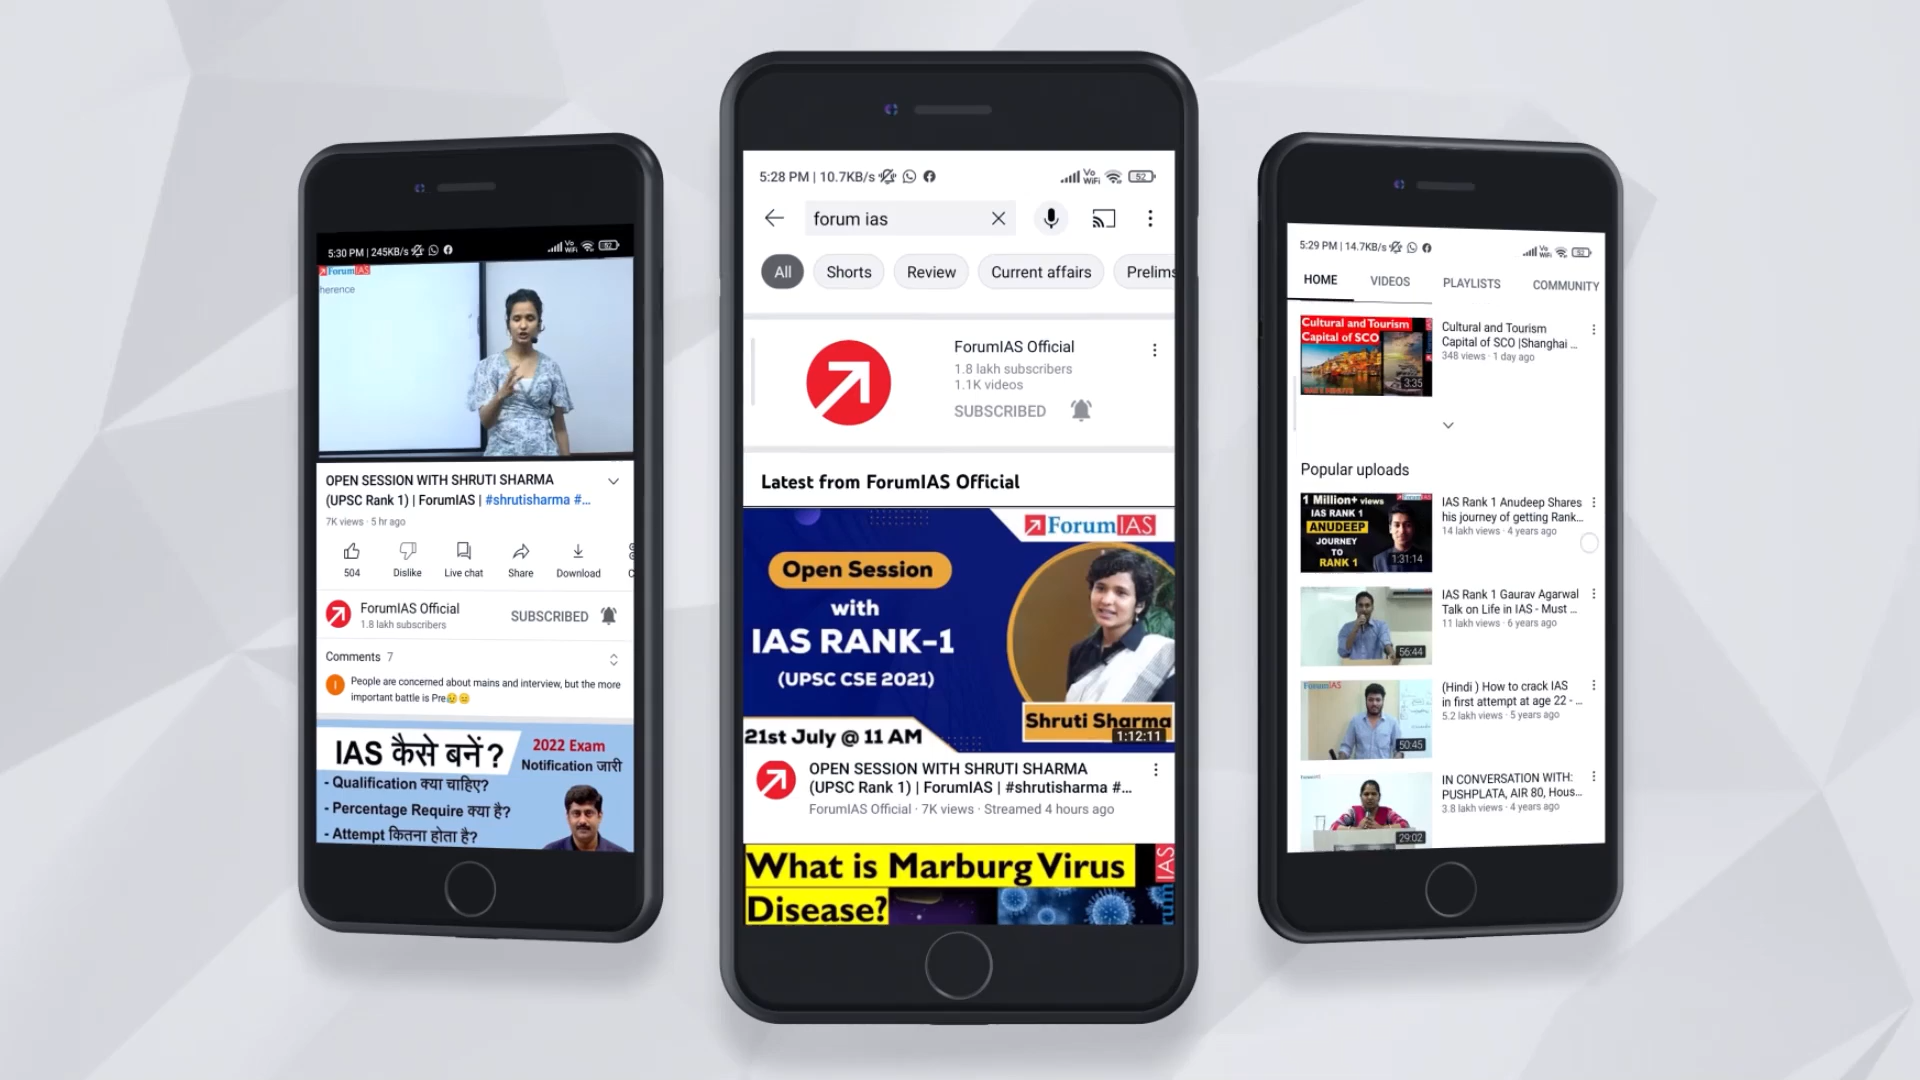 5:30 PM | 245KB/s
Vo
WiFi
52
ForumIAS
herence
OPEN SESSION WITH SHRUTI SHARMA
(UPSC Rank 1) | ForumIAS | #shrutisharma #...
7K views · 5 hr ago
504
Dislike
Live chat
Share
Download
ForumIAS Official
1.8 lakh subscribers
SUBSCRIBED
Comments 7
People are concerned about mains and interview, but the more
important battle is Pre😥😑
IAS कैसे बनें?
2022 Exam
Notification जारी
- Qualification क्या चाहिए?
- Percentage Require क्या है?
- Attempt कितना होता है?
5:28 PM | 10.7KB/s
Vo
WiFi
52
forum ias
All
Shorts
Review
Current affairs
Prelims
ForumIAS Official
1.8 lakh subscribers
1.1K videos
SUBSCRIBED
Latest from ForumIAS Official
ForumIAS
Open Session
with
IAS RANK-1
(UPSC CSE 2021)
Shruti Sharma
21st July @ 11 AM
1:12:11
OPEN SESSION WITH SHRUTI SHARMA
(UPSC Rank 1) | ForumIAS | #shrutisharma #...
ForumIAS Official · 7K views · Streamed 4 hours ago
What is Marburg Virus
Disease?
rum IAS
5:29 PM | 14.7KB/s
Vo
WiFi
52
HOME
VIDEOS
PLAYLISTS
COMMUNITY
Cultural and Tourism
Capital of SCO
3:35
Cultural and Tourism
Capital of SCO |Shanghai ...
348 views · 1 day ago
Popular uploads
1 Million+ views
IAS RANK 1
ANUDEEP
JOURNEY
TO
RANK 1
1:31:14
IAS Rank 1 Anudeep Shares
his journey of getting Rank...
14 lakh views · 4 years ago
56:44
IAS Rank 1 Gaurav Agarwal
Talk on Life in IAS - Must ...
11 lakh views · 6 years ago
ForumIAS
50:45
(Hindi ) How to crack IAS
in first attempt at age 22 - ...
5.2 lakh views · 5 years ago
29:02
IN CONVERSATION WITH:
PUSHPLATA, AIR 80, Hous...
3.8 lakh views · 4 years ago